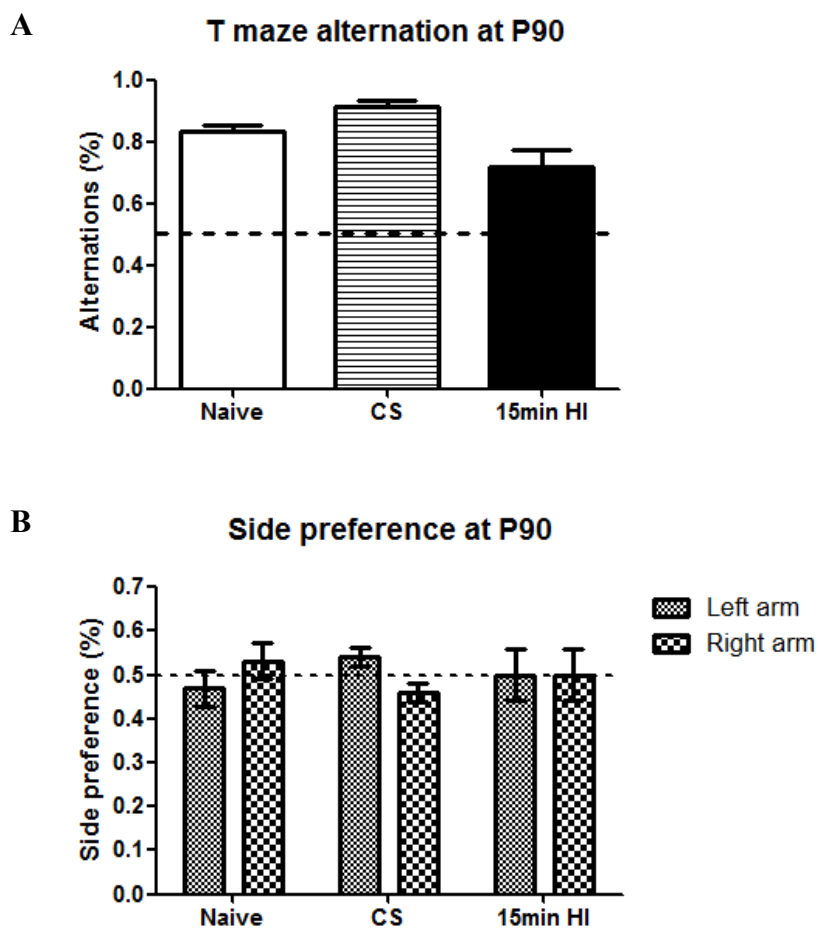 A
T maze alternation at P90
Alternations (%)
1.0
0.8
0.6
0.4
0.2
0.0
Naive CS 15min HI
B
Side preference at P90
Side preference (%)
0.7
0.6
0.5
0.4
0.3
0.2
0.1
0.0
Naive CS 15min HI
Left arm
Right arm